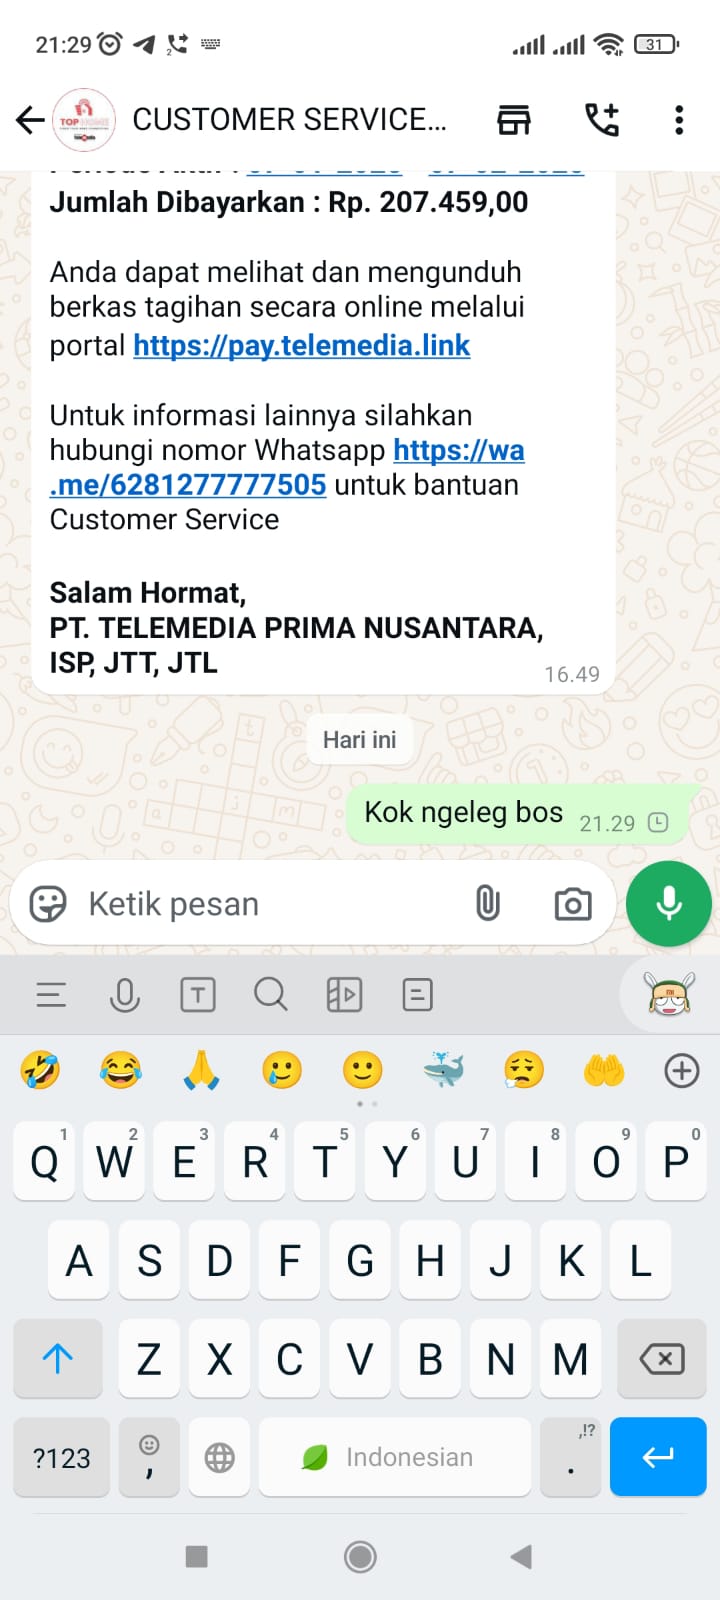 21:29
31
TOP HOME
CUSTOMER SERVICE...
Jumlah Dibayarkan : Rp. 207.459,00
Anda dapat melihat dan mengunduh
berkas tagihan secara online melalui
portal https://pay.telemedia.link
Untuk informasi lainnya silahkan
hubungi nomor Whatsapp https://wa
.me/6281277777505 untuk bantuan
Customer Service
Salam Hormat,
PT. TELEMEDIA PRIMA NUSANTARA,
ISP, JTT, JTL
16.49
Hari ini
Kok ngeleg bos 21.29
Ketik pesan
T
1 2 3 4 5 6 7 8 9 0
Q W E R T Y U I O P
A S D F G H J K L
Z X C V B N M
?123 , Indonesian . ,!?